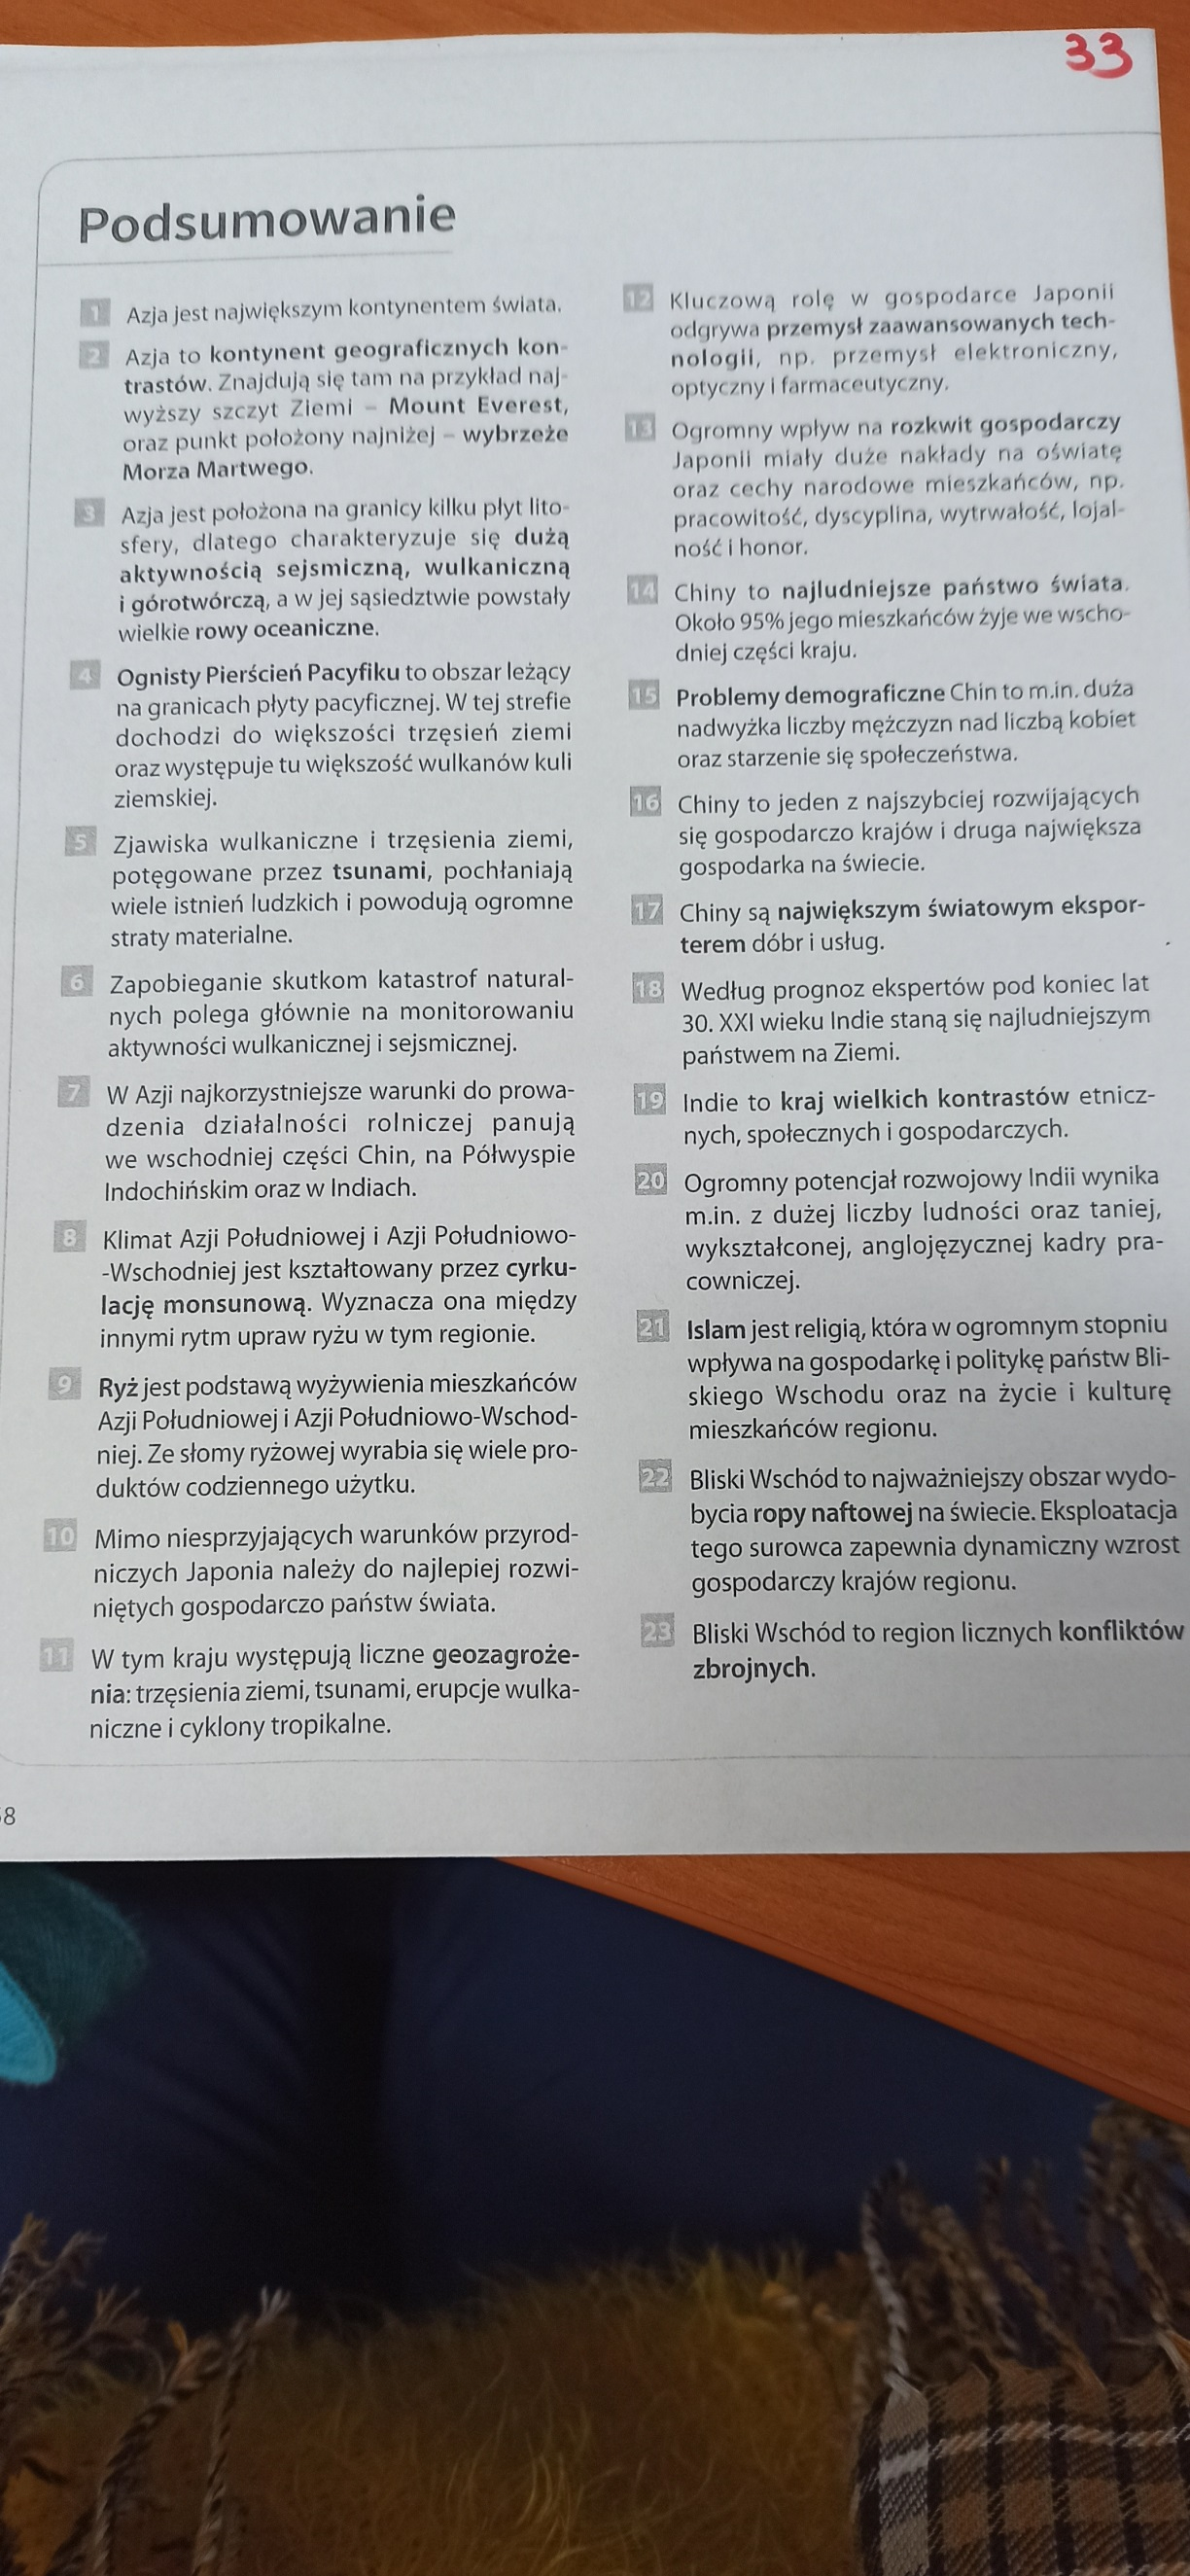 33
Podsumowanie
1 Azja jest największym kontynentem świata.
2 Azja to kontynent geograficznych kon-
trastów. Znajdują się tam na przykład naj-
wyższy szczyt Ziemi – Mount Everest,
oraz punkt położony najniżej – wybrzeże
Morza Martwego.
3 Azja jest położona na granicy kilku płyt lito-
sfery, dlatego charakteryzuje się dużą
aktywnością sejsmiczną, wulkaniczną
i górotwórczą, a w jej sąsiedztwie powstały
wielkie rowy oceaniczne.
4 Ognisty Pierścień Pacyfiku to obszar leżący
na granicach płyty pacyficznej. W tej strefie
dochodzi do większości trzęsień ziemi
oraz występuje tu większość wulkanów kuli
ziemskiej.
5 Zjawiska wulkaniczne i trzęsienia ziemi,
potęgowane przez tsunami, pochłaniają
wiele istnień ludzkich i powodują ogromne
straty materialne.
6 Zapobieganie skutkom katastrof natural-
nych polega głównie na monitorowaniu
aktywności wulkanicznej i sejsmicznej.
7 W Azji najkorzystniejsze warunki do prowa-
dzenia działalności rolniczej panują
we wschodniej części Chin, na Półwyspie
Indochińskim oraz w Indiach.
8 Klimat Azji Południowej i Azji Południowo-
-Wschodniej jest kształtowany przez cyrku-
lację monsunową. Wyznacza ona między
innymi rytm upraw ryżu w tym regionie.
9 Ryż jest podstawą wyżywienia mieszkańców
Azji Południowej i Azji Południowo-Wschod-
niej. Ze słomy ryżowej wyrabia się wiele pro-
duktów codziennego użytku.
10 Mimo niesprzyjających warunków przyrod-
niczych Japonia należy do najlepiej rozwi-
niętych gospodarczo państw świata.
11 W tym kraju występują liczne geozagroże-
nia: trzęsienia ziemi, tsunami, erupcje wulka-
niczne i cyklony tropikalne.
12 Kluczową rolę w gospodarce Japonii
odgrywa przemysł zaawansowanych tech-
nologii, np. przemysł elektroniczny,
optyczny i farmaceutyczny.
13 Ogromny wpływ na rozkwit gospodarczy
Japonii miały duże nakłady na oświatę
oraz cechy narodowe mieszkańców, np.
pracowitość, dyscyplina, wytrwałość, lojal-
ność i honor.
14 Chiny to najludniejsze państwo świata.
Około 95% jego mieszkańców żyje we wscho-
dniej części kraju.
15 Problemy demograficzne Chin to m.in. duża
nadwyżka liczby mężczyzn nad liczbą kobiet
oraz starzenie się społeczeństwa.
16 Chiny to jeden z najszybciej rozwijających
się gospodarczo krajów i druga największa
gospodarka na świecie.
17 Chiny są największym światowym ekspor-
terem dóbr i usług.
18 Według prognoz ekspertów pod koniec lat
30. XXI wieku Indie staną się najludniejszym
państwem na Ziemi.
19 Indie to kraj wielkich kontrastów etnicz-
nych, społecznych i gospodarczych.
20 Ogromny potencjał rozwojowy Indii wynika
m.in. z dużej liczby ludności oraz taniej,
wykształconej, anglojęzycznej kadry pra-
cowniczej.
21 Islam jest religią, która w ogromnym stopniu
wpływa na gospodarkę i politykę państw Bli-
skiego Wschodu oraz na życie i kulturę
mieszkańców regionu.
22 Bliski Wschód to najważniejszy obszar wydo-
bycia ropy naftowej na świecie. Eksploatacja
tego surowca zapewnia dynamiczny wzrost
gospodarczy krajów regionu.
23 Bliski Wschód to region licznych konfliktów
zbrojnych.